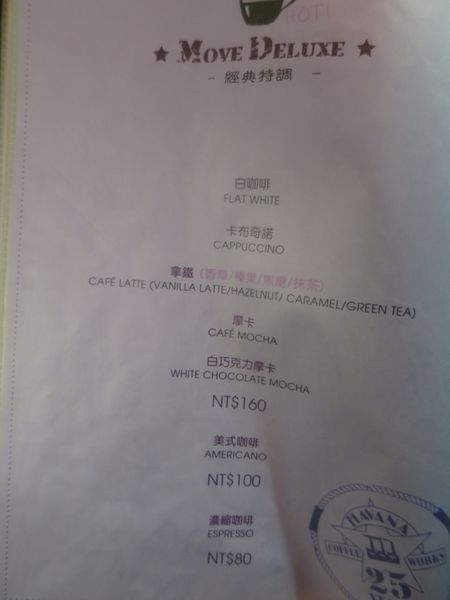 HOT!
★ MOVE DELUXE ★
- 經典特調 -
白咖啡
FLAT WHITE
卡布奇諾
CAPPUCCINO
拿鐵 (香草/榛果/焦糖/抹茶)
CAFÉ LATTE (VANILLA LATTE/HAZELNUT/ CARAMEL/GREEN TEA)
摩卡
CAFÉ MOCHA
白巧克力摩卡
WHITE CHOCOLATE MOCHA
NT$160
美式咖啡
AMERICANO
NT$100
濃縮咖啡
ESPRESSO
NT$80
HAVANA
COFFEE WORKS
25